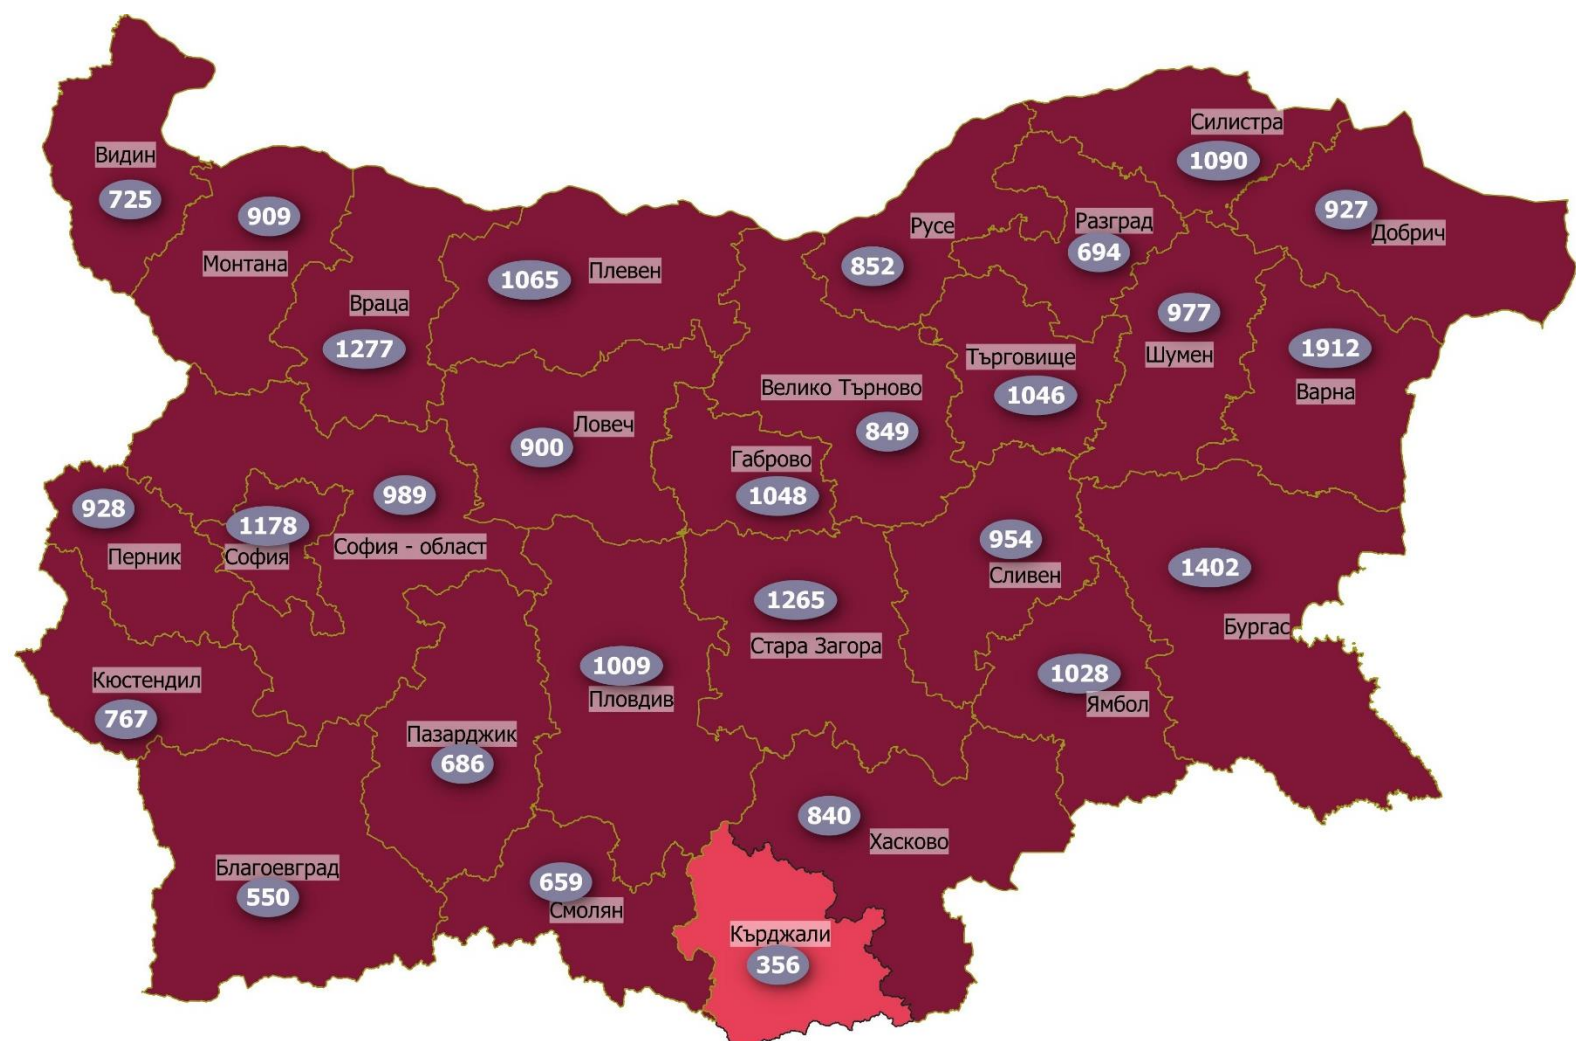 Силистра
1090
Видин
725
909
Монтана
927
Добрич
Русе
852
Разград
694
1065
Плевен
Враца
1277
977
Шумен
1912
Варна
Търговище
1046
Велико Търново
849
Ловеч
900
Габрово
1048
928
Перник
1178
София
989
София - област
954
Сливен
1402
Бургас
1265
Стара Загора
1009
Пловдив
1028
Ямбол
Кюстендил
767
Пазарджик
686
840
Хасково
Благоевград
550
659
Смолян
Кърджали
356